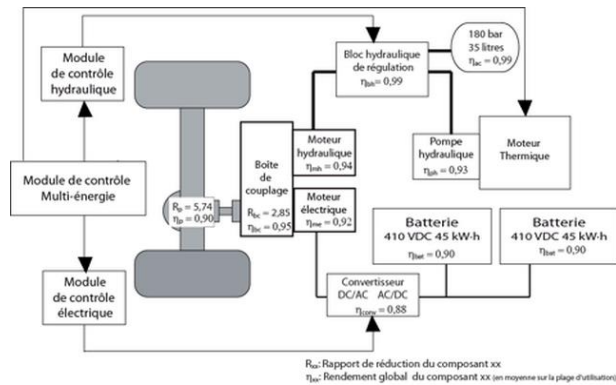 Module
de contrôle
hydraulique
Bloc hydraulique
de régulation
ηbh= 0,99
180 bar
35 litres
ηac= 0,99
Moteur
hydraulique
ηmh = 0,94
Pompe
hydraulique
ηph= 0,93
Moteur
Thermique
Boîte
de
couplage
Rbc = 2,85
ηbc = 0,95
Module de contrôle
Multi-énergie
Rp = 5,74
ηp = 0,90
Moteur
électrique
ηme = 0,92
Batterie
410 VDC 45 kW·h
ηbat = 0,90
Batterie
410 VDC 45 kW·h
ηbat = 0,90
Module
de contrôle
électrique
Convertisseur
DC/AC AC/DC
ηconv = 0,88
Rxx: Rapport de réduction du composant xx
ηxx: Rendement global du composant xx (en moyenne sur la plage d'utilisation)